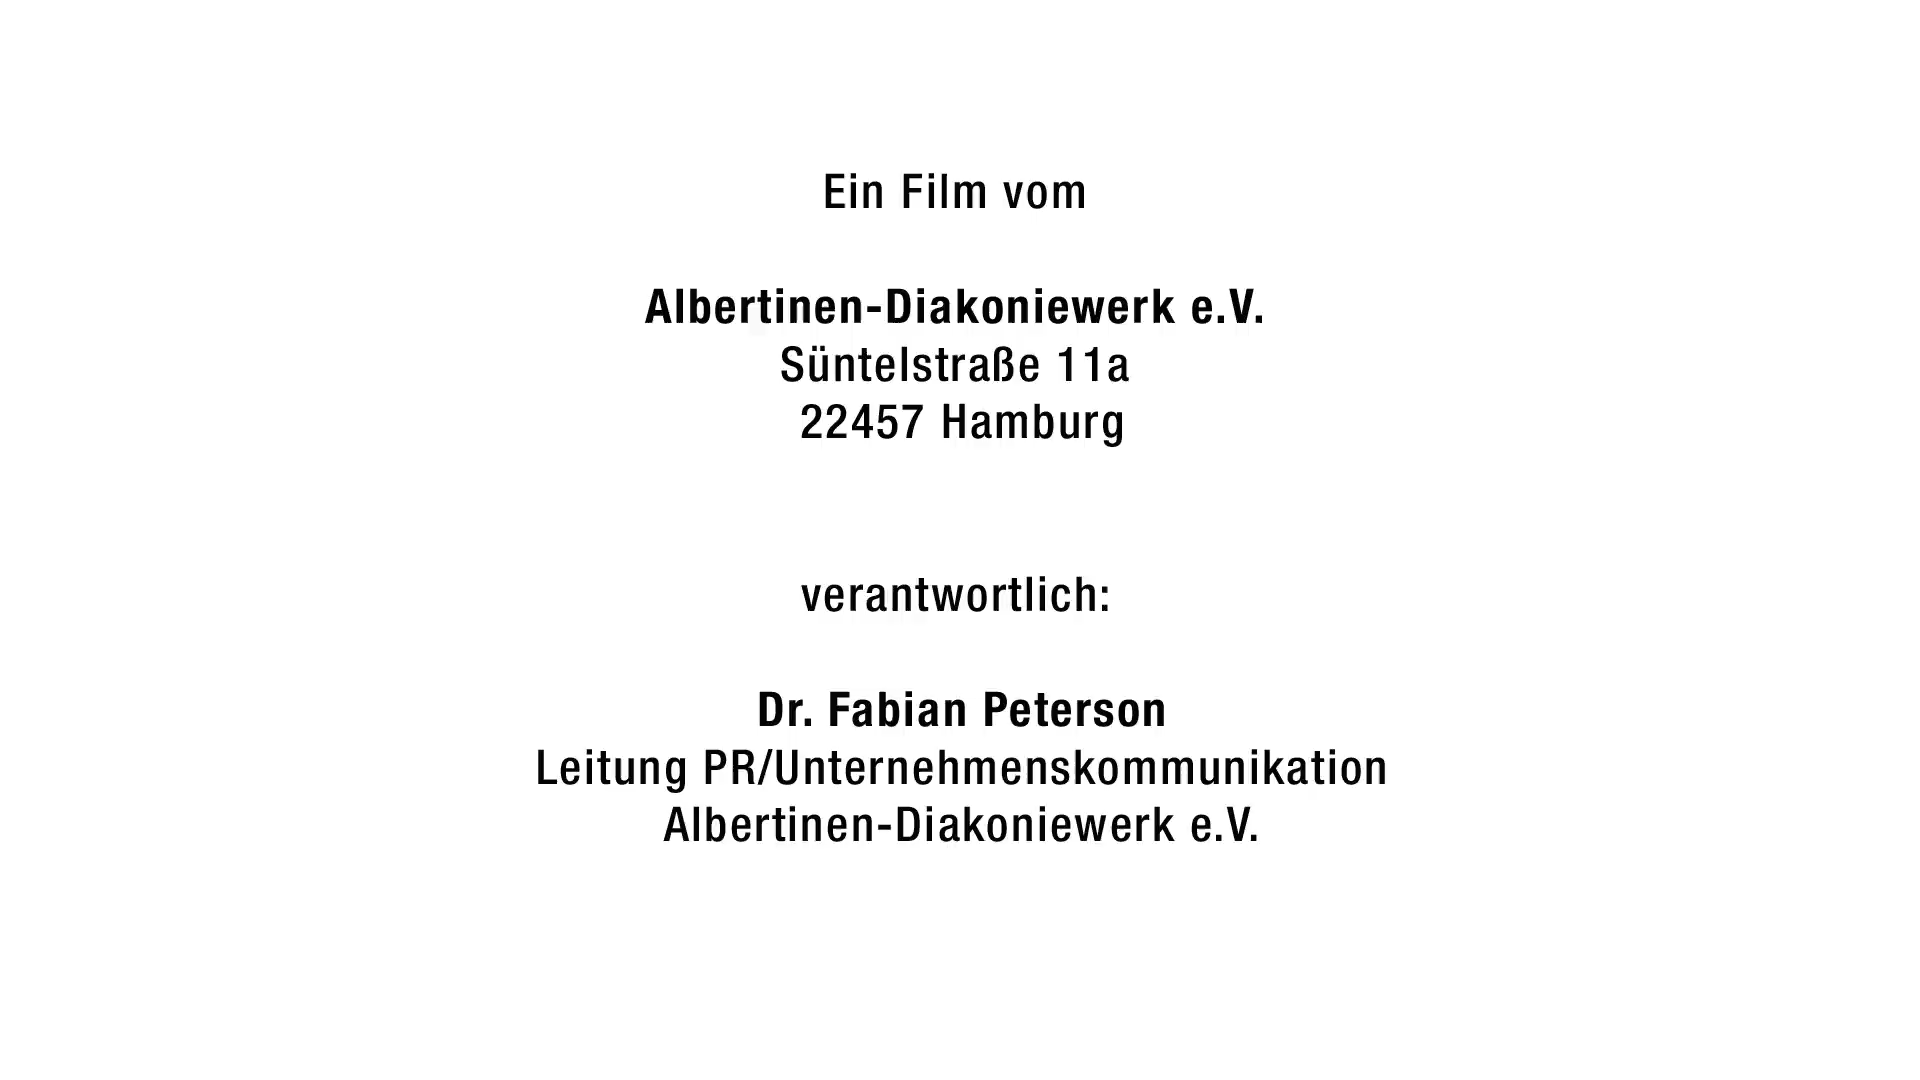 Ein Film vom
Albertinen-Diakoniewerk e.V.
Süntelstraße 11a
22457 Hamburg
verantwortlich:
Dr. Fabian Peterson
Leitung PR/Unternehmenskommunikation
Albertinen-Diakoniewerk e.V.